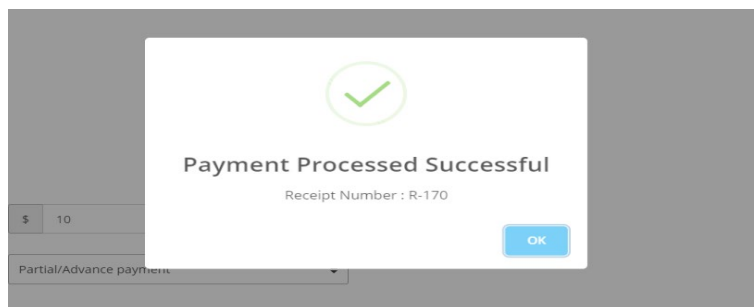 Payment Processed Successful
Receipt Number : R-170
$ 10
OK
Partial/Advance payment